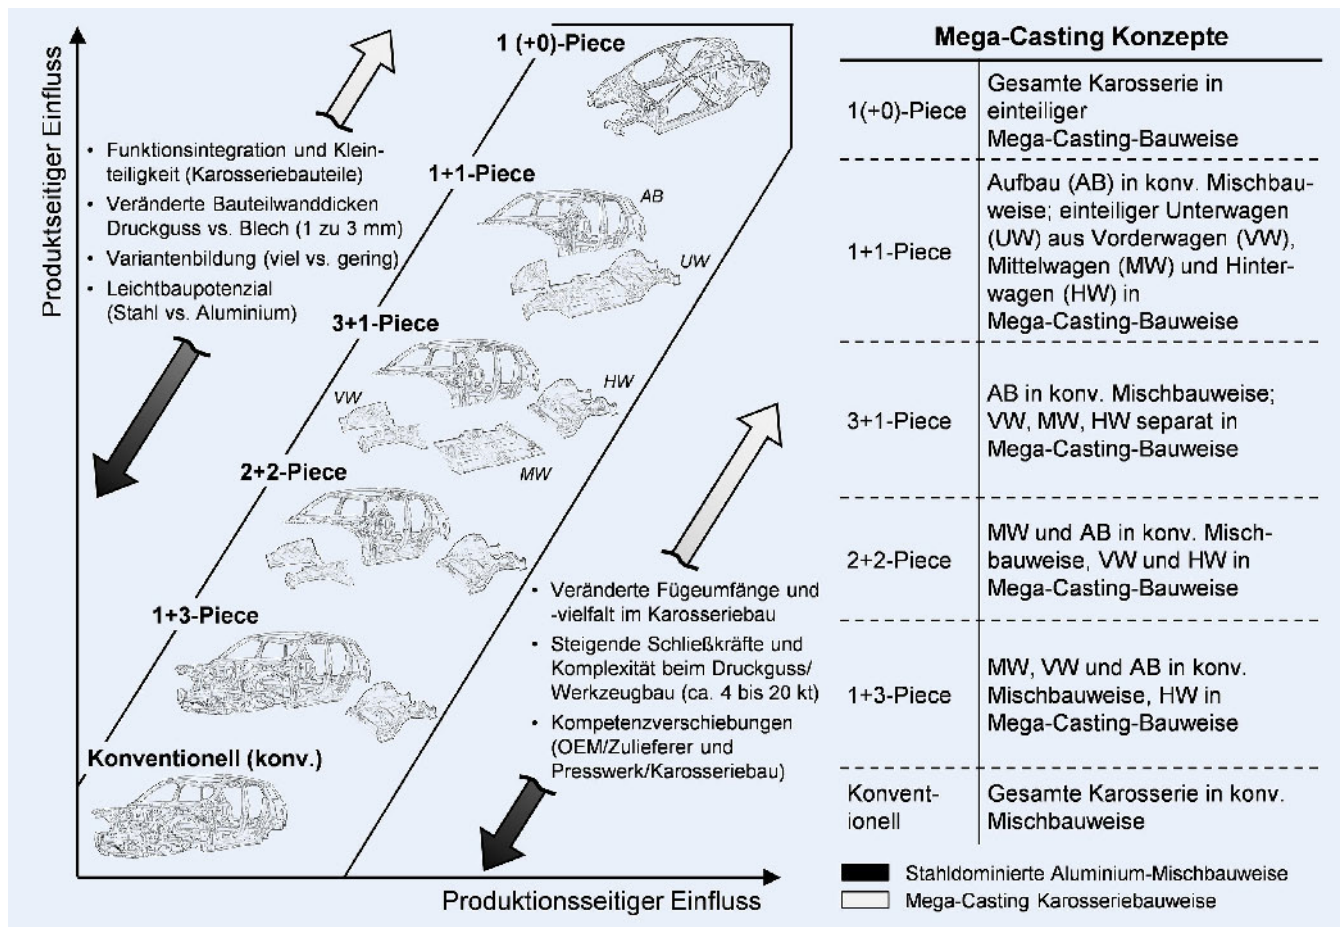 Produktseitiger Einfluss
1 (+0)-Piece
• Funktionsintegration und Klein-
teiligkeit (Karosseriebauteile)
• Veränderte Bauteilwanddicken
Druckguss vs. Blech (1 zu 3 mm)
• Variantenbildung (viel vs. gering)
• Leichtbaupotenzial
(Stahl vs. Aluminium)
1+1-Piece
AB
UW
3+1-Piece
VW
HW
MW
2+2-Piece
1+3-Piece
Konventionell (konv.)
• Veränderte Fügeumfänge und
-vielfalt im Karosseriebau
• Steigende Schließkräfte und
Komplexität beim Druckguss/
Werkzeugbau (ca. 4 bis 20 kt)
• Kompetenzverschiebungen
(OEM/Zulieferer und
Presswerk/Karosseriebau)
Produktionsseitiger Einfluss
Mega-Casting Konzepte
1(+0)-Piece
Gesamte Karosserie in
einteiliger
Mega-Casting-Bauweise
1+1-Piece
Aufbau (AB) in konv. Mischbau-
weise; einteiliger Unterwagen
(UW) aus Vorderwagen (VW),
Mittelwagen (MW) und Hinter-
wagen (HW) in
Mega-Casting-Bauweise
3+1-Piece
AB in konv. Mischbauweise;
VW, MW, HW separat in
Mega-Casting-Bauweise
2+2-Piece
MW und AB in konv. Misch-
bauweise, VW und HW in
Mega-Casting-Bauweise
1+3-Piece
MW, VW und AB in konv.
Mischbauweise, HW in
Mega-Casting-Bauweise
Konvent-
ionell
Gesamte Karosserie in konv.
Mischbauweise
Stahldominierte Aluminium-Mischbauweise
Mega-Casting Karosseriebauweise